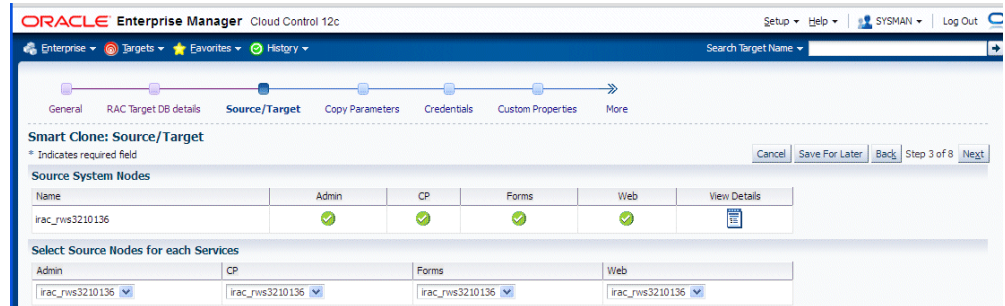 ORACLE Enterprise Manager Cloud Control 12c
Setup Help SYSMAN Log Out
Enterprise Targets Favorites History Search Target Name
General RAC Target DB details Source/Target Copy Parameters Credentials Custom Properties More
Smart Clone: Source/Target
* Indicates required field Cancel Save For Later Back Step 3 of 8 Next
Source System Nodes
Name Admin CP Forms Web View Details
irac_rws3210136
Select Source Nodes for each Services
Admin CP Forms Web
irac_rws3210136 irac_rws3210136 irac_rws3210136 irac_rws3210136